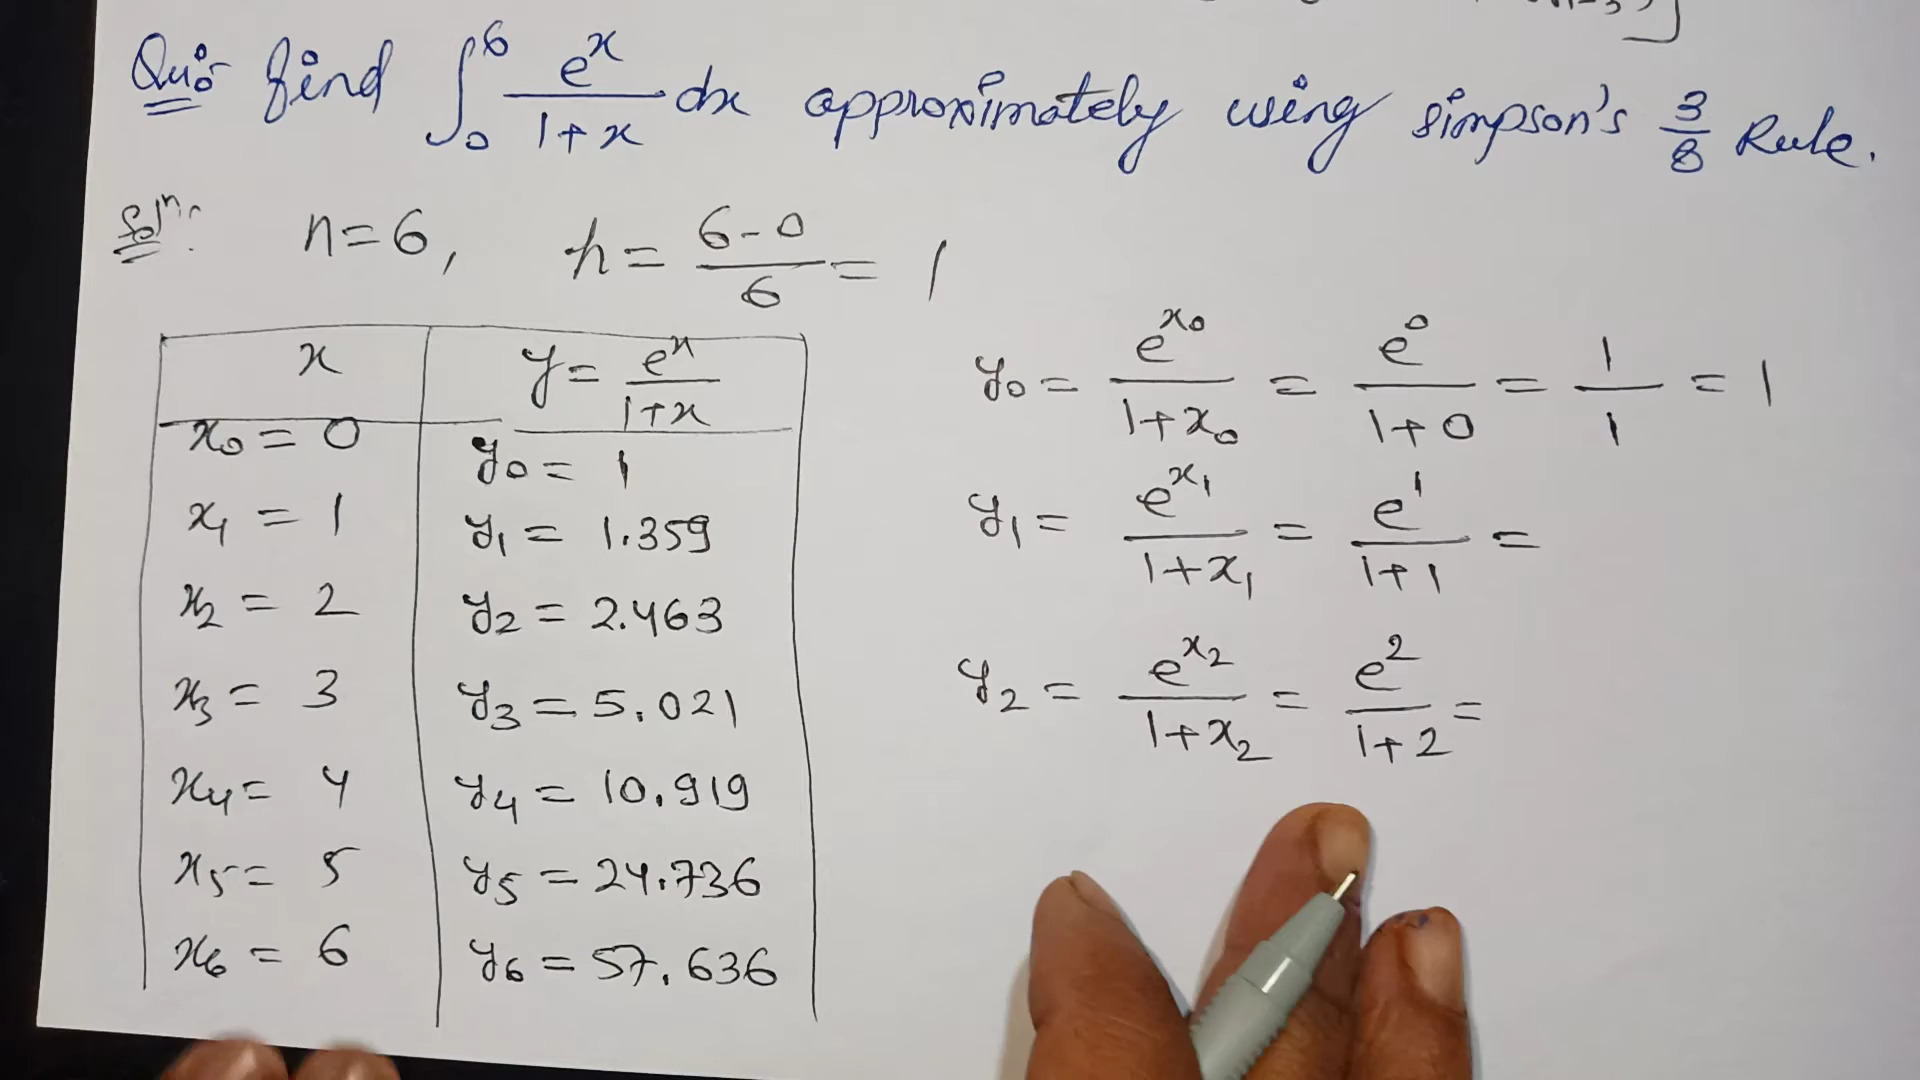 Que:- find ∫₀⁶ eˣ/(1+x) dx approximately using simpson's 3/8 Rule.
Solⁿ: n=6, h = (6-0)/6 = 1
x y = eˣ/(1+x)
x₀ = 0 y₀ = 1
x₁ = 1 y₁ = 1.359
x₂ = 2 y₂ = 2.463
x₃ = 3 y₃ = 5.021
x₄ = 4 y₄ = 10.919
x₅ = 5 y₅ = 24.736
x₆ = 6 y₆ = 57.636
y₀ = e^x₀/(1+x₀) = e⁰/(1+0) = 1/1 = 1
y₁ = e^x₁/(1+x₁) = e¹/(1+1) =
y₂ = e^x₂/(1+x₂) = e²/(1+2) =